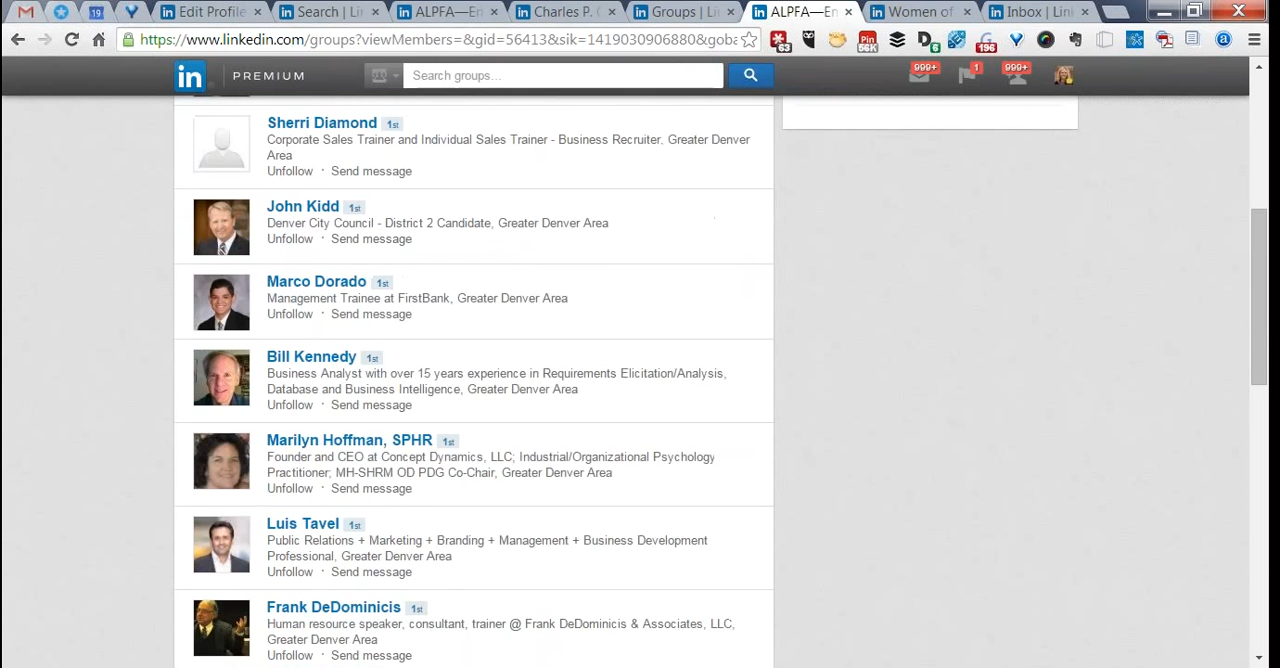 Edit Profile
Search | Li
ALPFA—En
Charles P.
Groups | Li
ALPFA—En
Women of
Inbox | Link
19
https://www.linkedin.com/groups?viewMembers=&gid=56413&sik=1419030906880&goba
63
Pin
56K
6
196
in
PREMIUM
Search groups...
999+
1
999+
Sherri Diamond 1st
Corporate Sales Trainer and Individual Sales Trainer - Business Recruiter, Greater Denver
Area
Unfollow · Send message
John Kidd 1st
Denver City Council - District 2 Candidate, Greater Denver Area
Unfollow · Send message
Marco Dorado 1st
Management Trainee at FirstBank, Greater Denver Area
Unfollow · Send message
Bill Kennedy 1st
Business Analyst with over 15 years experience in Requirements Elicitation/Analysis,
Database and Business Intelligence, Greater Denver Area
Unfollow · Send message
Marilyn Hoffman, SPHR 1st
Founder and CEO at Concept Dynamics, LLC; Industrial/Organizational Psychology
Practitioner; MH-SHRM OD PDG Co-Chair, Greater Denver Area
Unfollow · Send message
Luis Tavel 1st
Public Relations + Marketing + Branding + Management + Business Development
Professional, Greater Denver Area
Unfollow · Send message
Frank DeDominicis 1st
Human resource speaker, consultant, trainer @ Frank DeDominicis & Associates, LLC,
Greater Denver Area
Unfollow · Send message